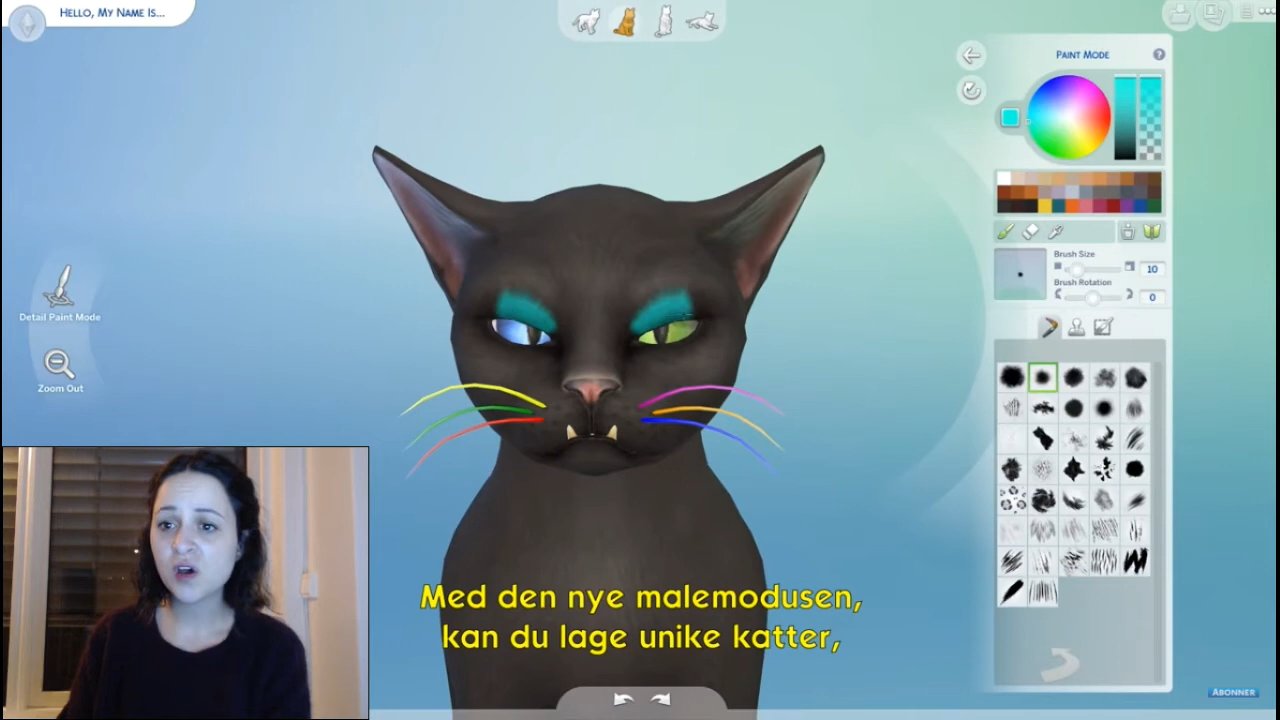 Hello, My Name Is...
Paint Mode
?
Brush Size
10
Brush Rotation
0
Detail Paint Mode
Zoom Out
Med den nye malemodusen,
kan du lage unike katter,
Abonner